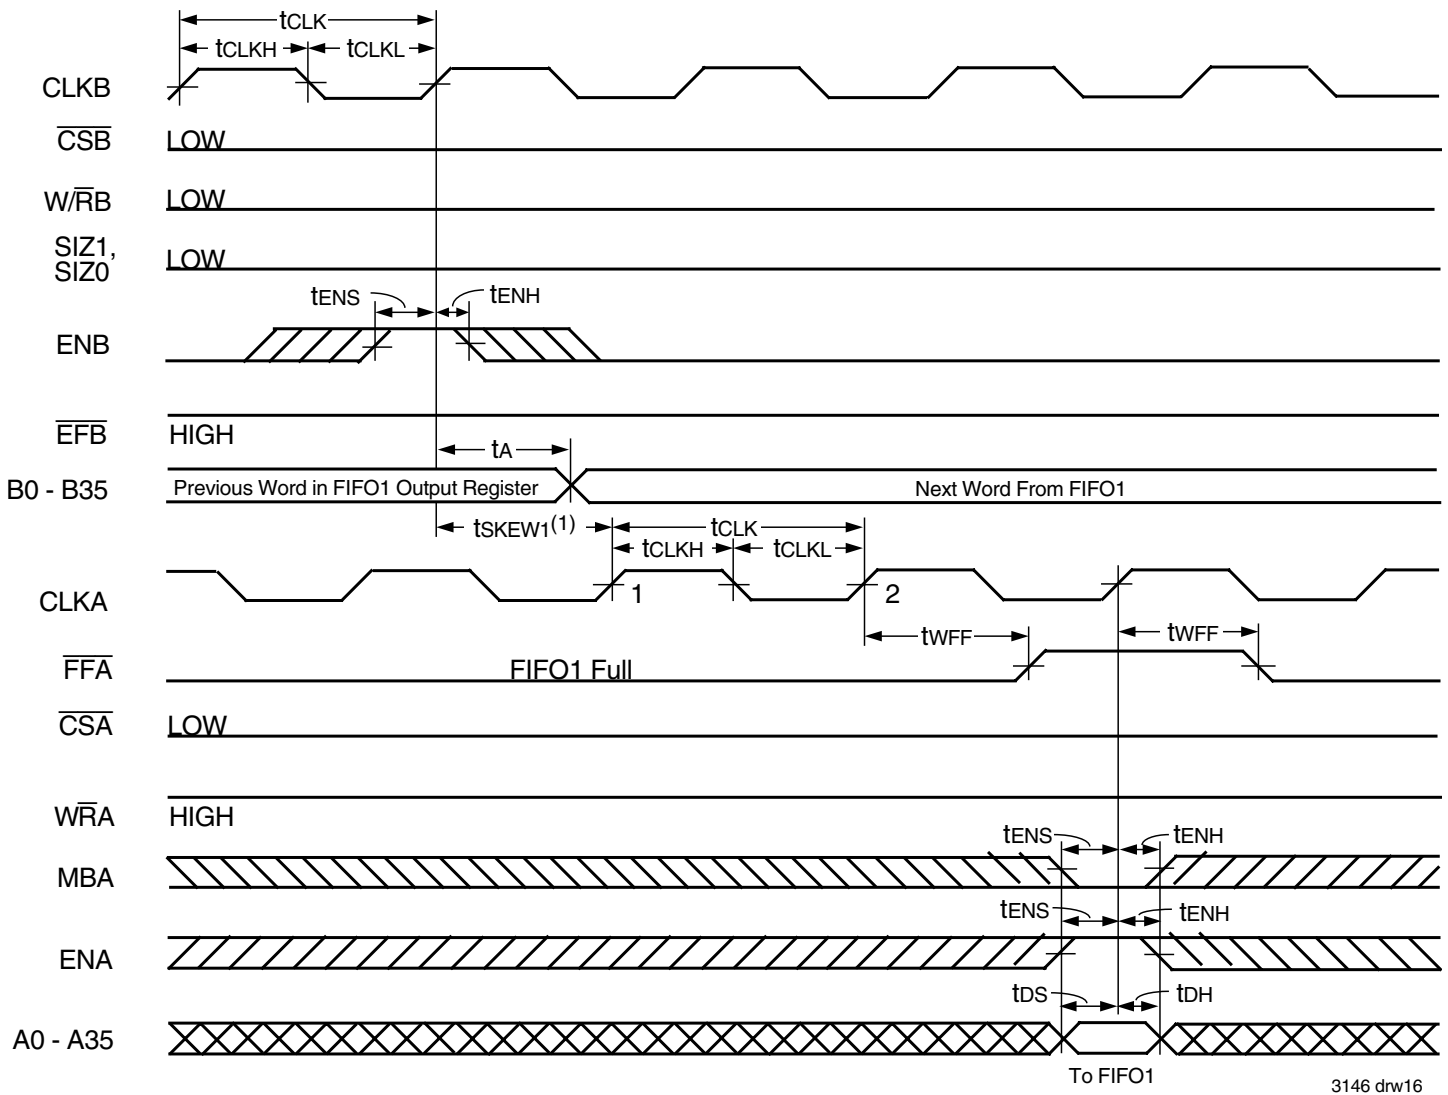 tCLK
tCLKH tCLKL
CLKB
CSB LOW
W/RB LOW
SIZ1,
SIZ0 LOW
tENS tENH
ENB
EFB HIGH
tA
B0 - B35 Previous Word in FIFO1 Output Register Next Word From FIFO1
tSKEW1(1) tCLK
tCLKH tCLKL
CLKA 1 2
tWFF tWFF
FFA FIFO1 Full
CSA LOW
WRA HIGH
tENS tENH
MBA
tENS tENH
ENA
tDS tDH
A0 - A35
To FIFO1
3146 drw16